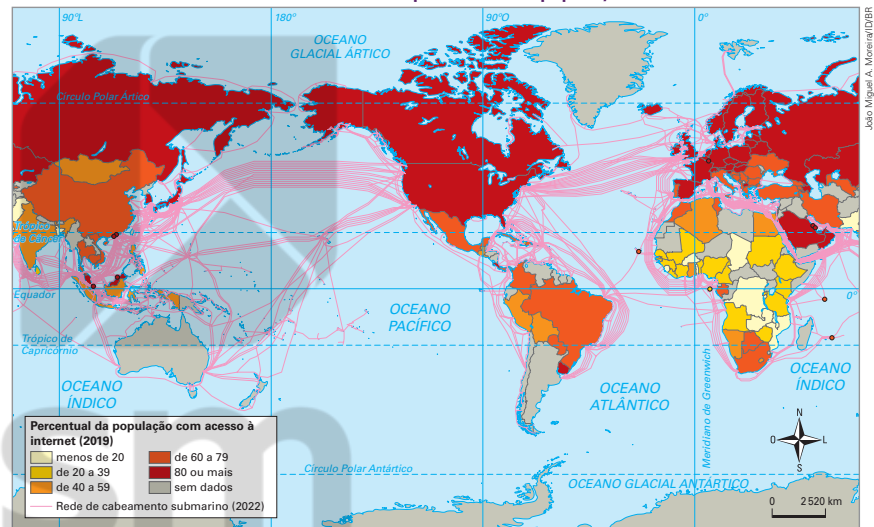 90°L
180°
90°O
0°
OCEANO
GLACIAL ÁRTICO
João Miguel A. Moreira/ID/BR
Círculo Polar Ártico
Trópico
de Câncer
Equador
0°
OCEANO
PACÍFICO
Trópico de
Capricórnio
OCEANO
ÍNDICO
OCEANO
ATLÂNTICO
Meridiano de Greenwich
OCEANO
ÍNDICO
Percentual da população com acesso à
internet (2019)
menos de 20
de 20 a 39
de 40 a 59
de 60 a 79
80 ou mais
sem dados
Rede de cabeamento submarino (2022)
Círculo Polar Antártico
OCEANO GLACIAL ANTÁRTICO
N
O
L
S
0
2 520 km
sm